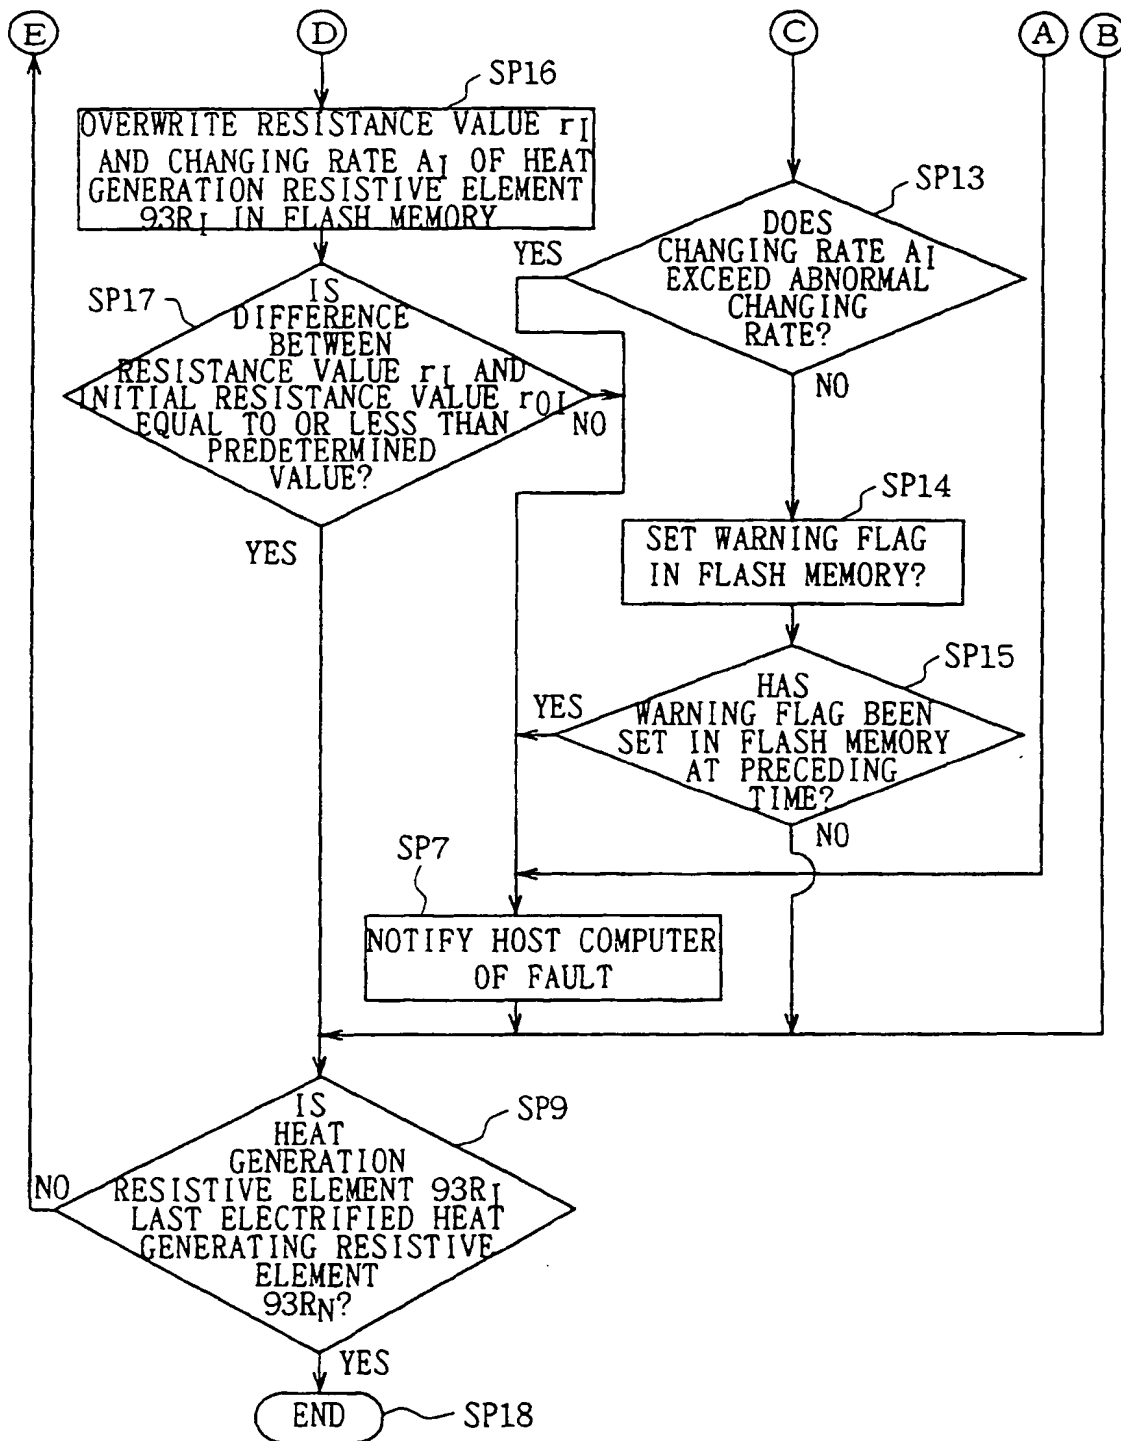 E
D
C
A
B
SP16
OVERWRITE RESISTANCE VALUE rI
AND CHANGING RATE AI OF HEAT
GENERATION RESISTIVE ELEMENT
93RI IN FLASH MEMORY
SP13
DOES
CHANGING RATE AI
EXCEED ABNORMAL
CHANGING
RATE?
YES
NO
SP17
IS
DIFFERENCE
BETWEEN
RESISTANCE VALUE rI AND
INITIAL RESISTANCE VALUE r0I
EQUAL TO OR LESS THAN
PREDETERMINED
VALUE?
NO
YES
SP14
SET WARNING FLAG
IN FLASH MEMORY?
SP15
HAS
WARNING FLAG BEEN
SET IN FLASH MEMORY
AT PRECEDING
TIME?
YES
NO
SP7
NOTIFY HOST COMPUTER
OF FAULT
SP9
IS
HEAT
GENERATION
RESISTIVE ELEMENT 93RI
LAST ELECTRIFIED HEAT
GENERATING RESISTIVE
ELEMENT
93RN?
NO
YES
END
SP18